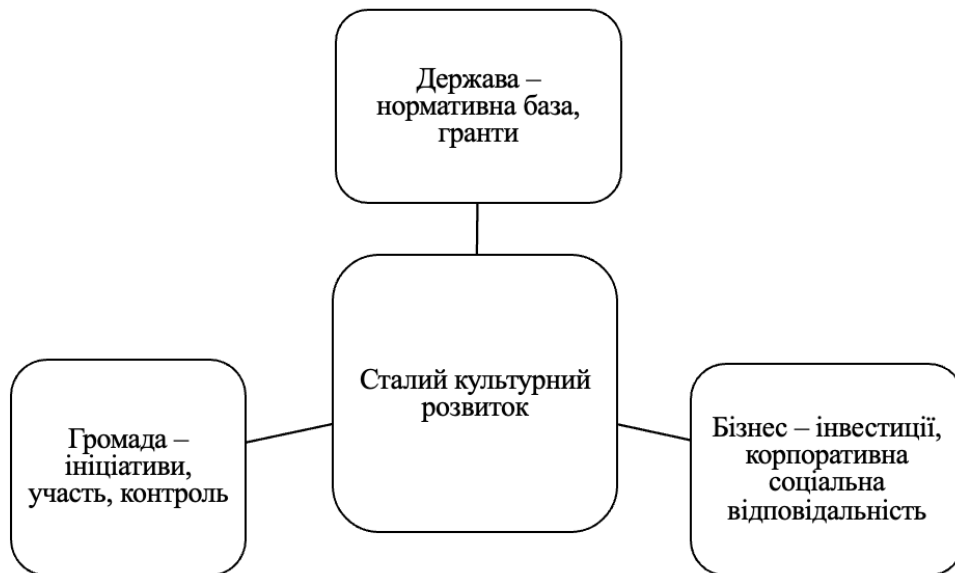 Держава –
нормативна база,
гранти
Сталий культурний
розвиток
Громада –
ініціативи,
участь, контроль
Бізнес – інвестиції,
корпоративна
соціальна
відповідальність